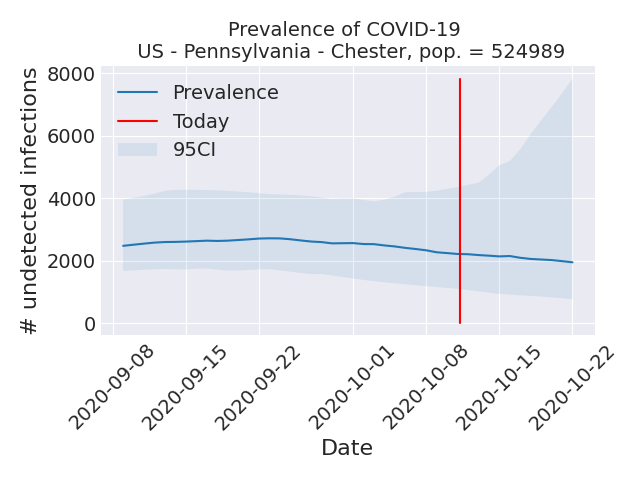 Prevalence of COVID-19
US - Pennsylvania - Chester, pop. = 524989
# undetected infections
8000
6000
4000
2000
0
Prevalence
Today
95CI
2020-09-08
2020-09-15
2020-09-22
2020-10-01
2020-10-08
2020-10-15
2020-10-22
Date